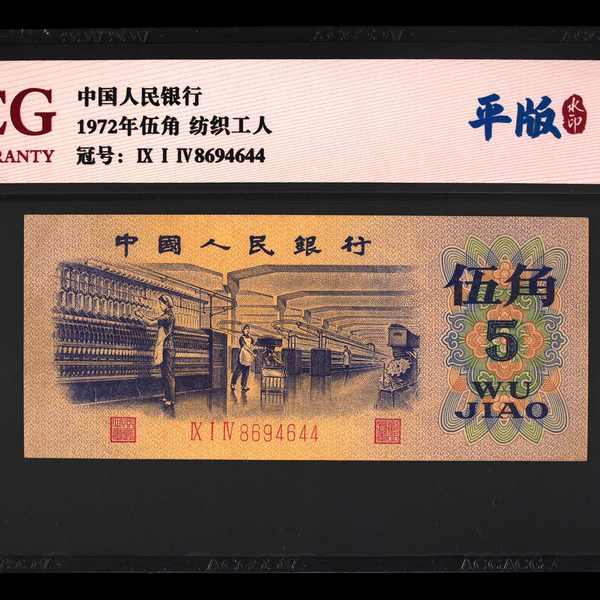 CG
中国人民银行
RRANTY
1972年伍角 纺织工人
冠号：Ⅸ Ⅰ Ⅳ8694644
平版
水印
中國人民銀行
伍角
5
WU
JIAO
Ⅸ Ⅰ Ⅳ 8694644
ACGACG